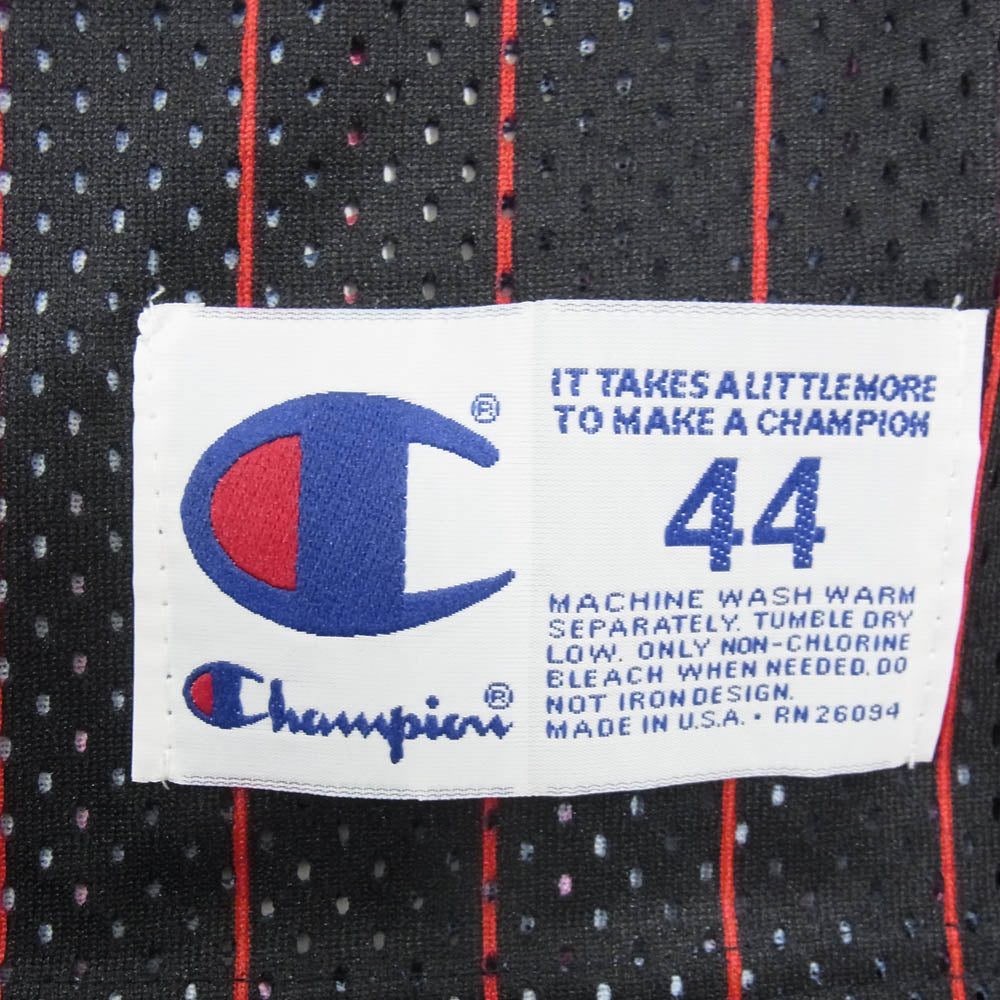 ®
Champion®
IT TAKES A LITTLE MORE
TO MAKE A CHAMPION
44
MACHINE WASH WARM
SEPARATELY. TUMBLE DRY
LOW. ONLY NON-CHLORINE
BLEACH WHEN NEEDED. DO
NOT IRON DESIGN.
MADE IN U.S.A. • RN 26094